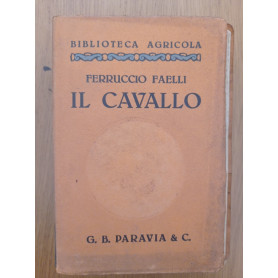 BIBLIOTECA AGRICOLA
FERRUCCIO FAELLI
IL CAVALLO
G. B. PARAVIA & C.